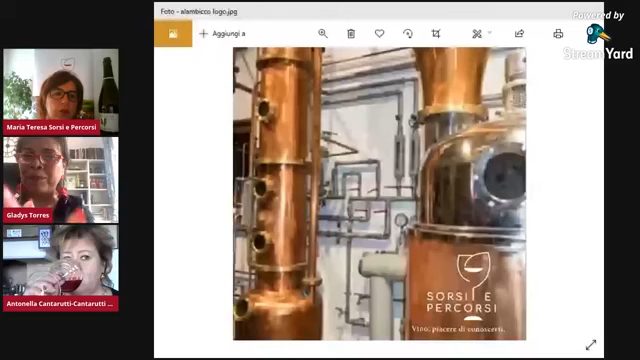 Foto - alambicco logo.jpg
Powered by
Aggiungi a
StreamYard
Maria Teresa Sorsi e Percorsi
Gladys Torres
Antonella Cantarutti-Cantarutti ...
SORSI E
PERCORSI
Vino, piacere di conoscerti.